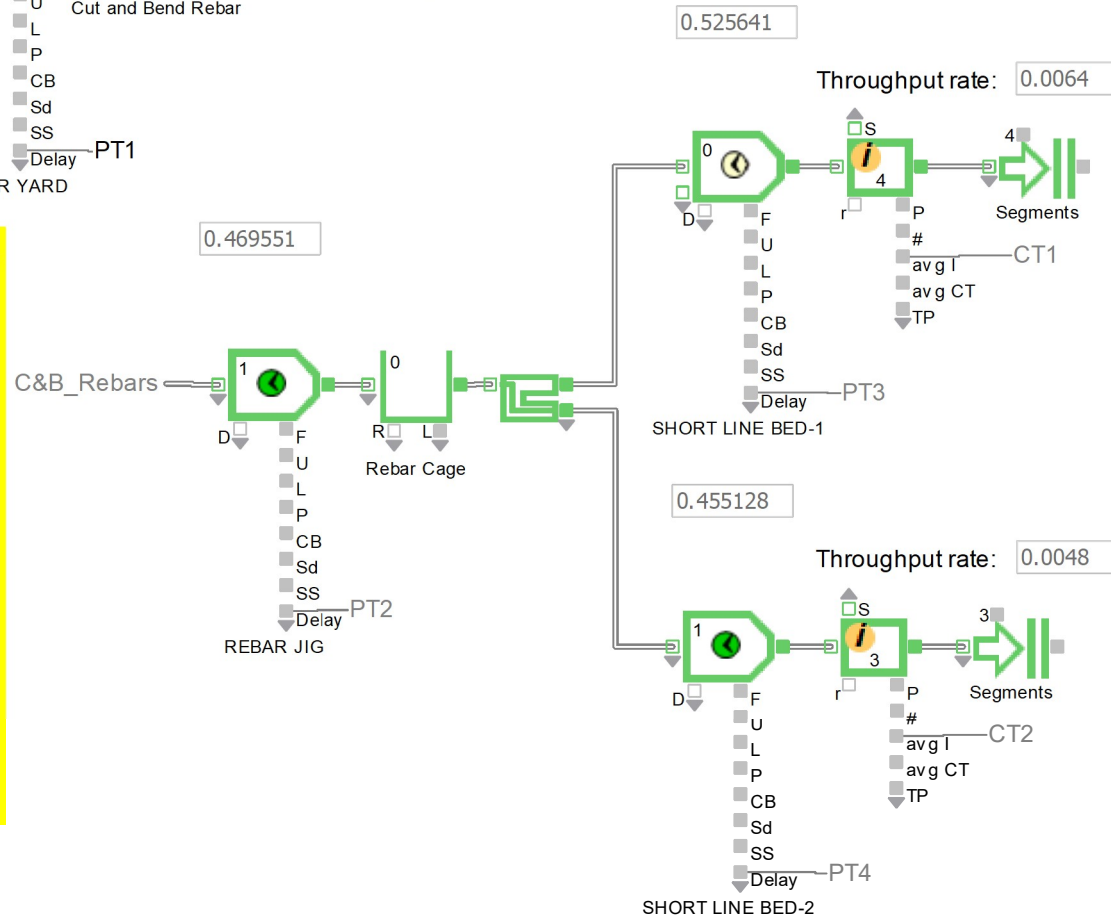 U
Cut and Bend Rebar
L
P
CB
Sd
SS
Delay
PT1
R YARD
0.469551
C&B_Rebars
1
D
F
U
L
P
CB
Sd
SS
Delay
PT2
REBAR JIG
0
R
L
Rebar Cage
0.525641
Throughput rate:
0.0064
0
D
F
U
L
P
CB
Sd
SS
Delay
PT3
SHORT LINE BED-1
S
i
4
r
P
#
avg I
avg CT
TP
CT1
4
Segments
0.455128
Throughput rate:
0.0048
1
D
F
U
L
P
CB
Sd
SS
Delay
PT4
SHORT LINE BED-2
S
i
3
r
P
#
avg I
avg CT
TP
CT2
3
Segments